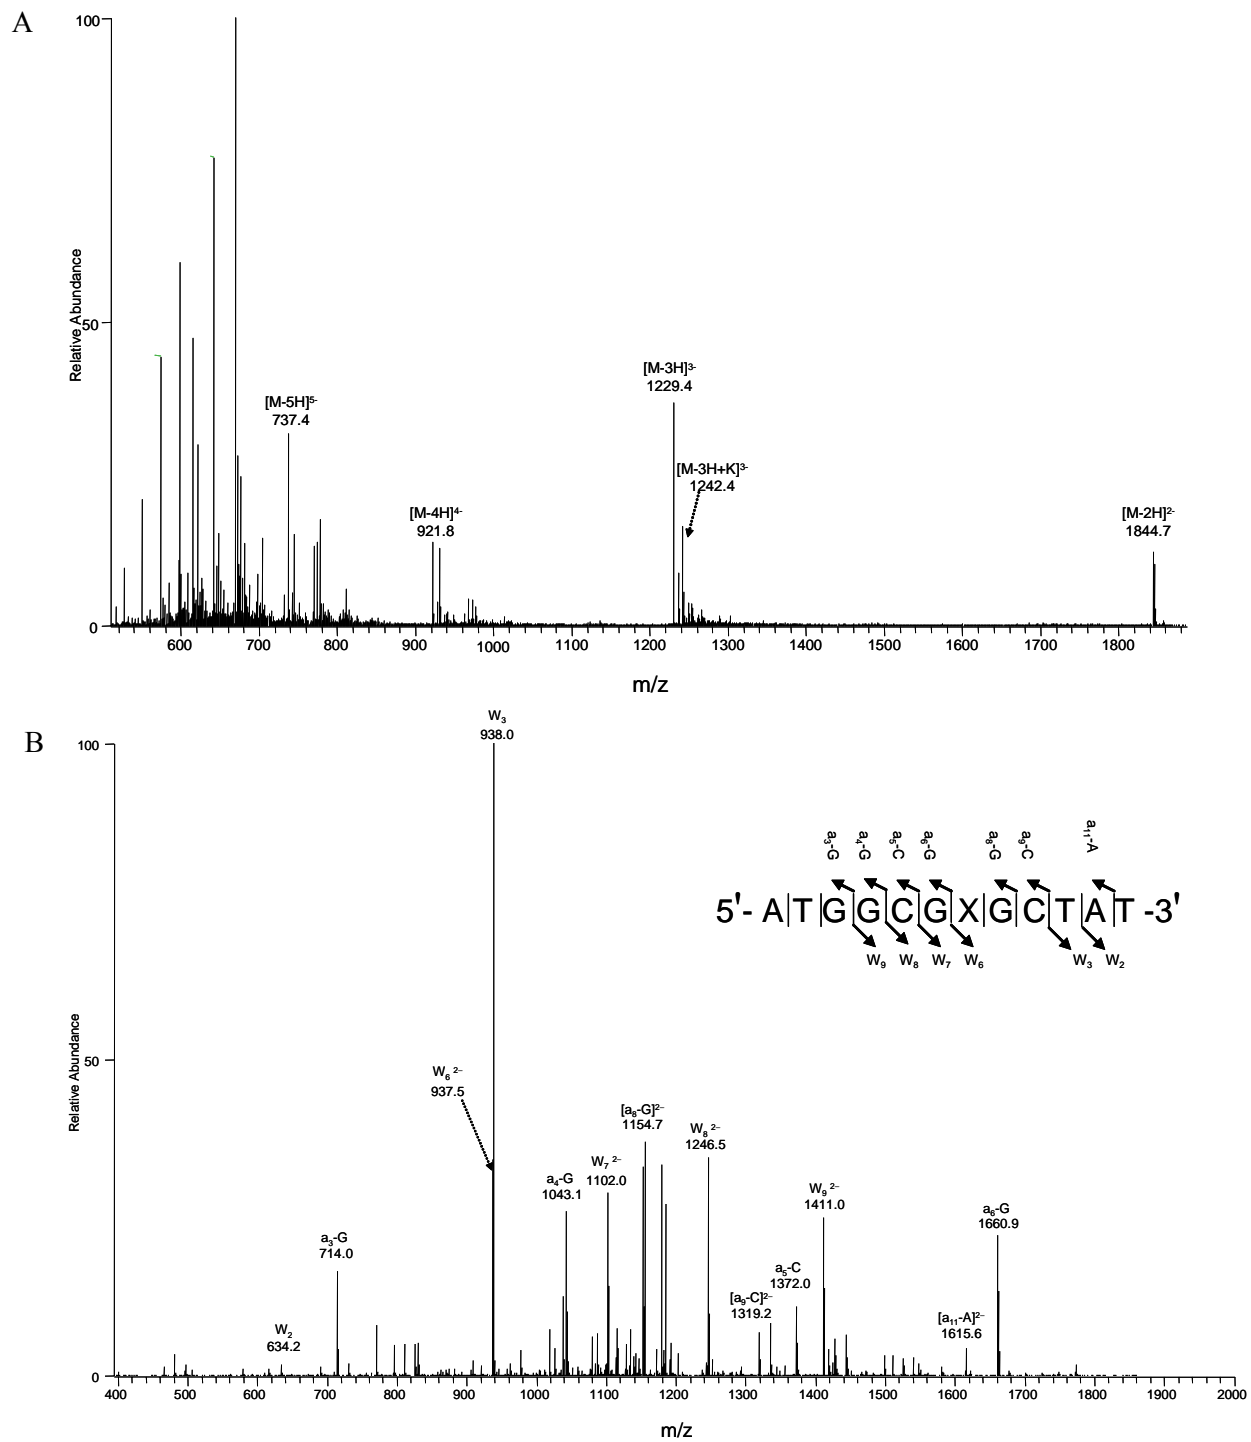 A
100
50
0
Relative Abundance
[M-5H]5-
737.4
[M-4H]4-
921.8
[M-3H]3-
1229.4
[M-3H+K]3-
1242.4
[M-2H]2-
1844.7
600 700 800 900 1000 1100 1200 1300 1400 1500 1600 1700 1800
m/z
B
100
50
0
Relative Abundance
W3
938.0
W6 2–
937.5
a3-G
714.0
W2
634.2
a4-G
1043.1
W7 2–
1102.0
[a8-G]2–
1154.7
W8 2–
1246.5
[a9-C]2–
1319.2
a5-C
1372.0
W9 2–
1411.0
[a11-A]2–
1615.6
a6-G
1660.9
a3-G a4-G a5-C a6-G a8-G a9-C a11-A
5'- A|T|G|G|C|G|X|G|C|T|A|T -3'
W9 W8 W7 W6 W3 W2
400 500 600 700 800 900 1000 1100 1200 1300 1400 1500 1600 1700 1800 1900 2000
m/z